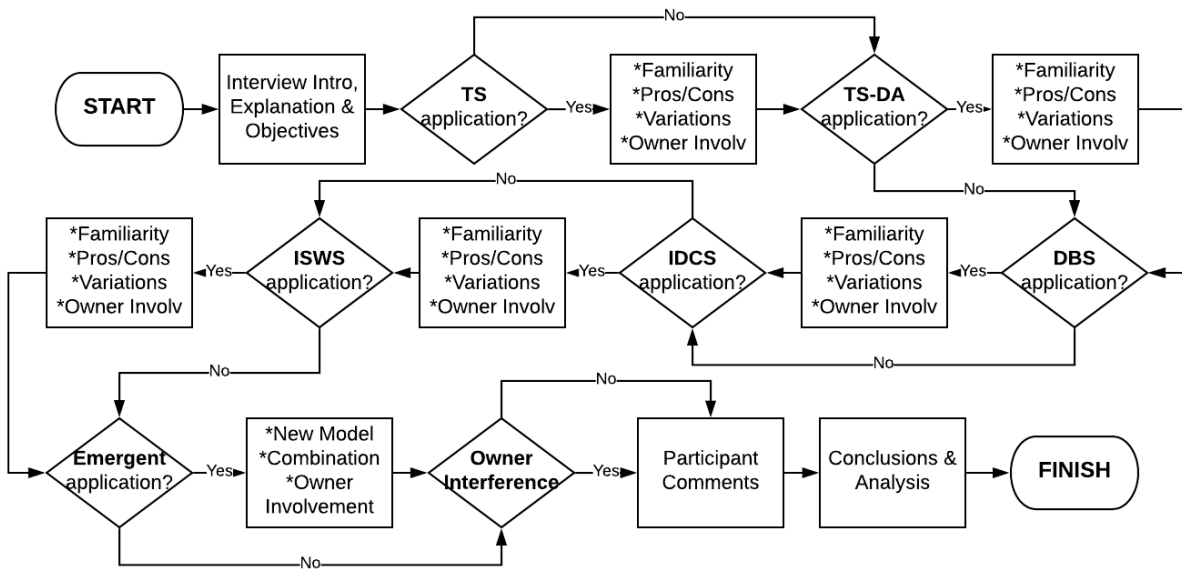 No
START
Interview Intro,
Explanation &
Objectives
TS
application?
Yes
*Familiarity
*Pros/Cons
*Variations
*Owner Involv
TS-DA
application?
Yes
*Familiarity
*Pros/Cons
*Variations
*Owner Involv
No
No
DBS
application?
Yes
*Familiarity
*Pros/Cons
*Variations
*Owner Involv
IDCS
application?
Yes
*Familiarity
*Pros/Cons
*Variations
*Owner Involv
ISWS
application?
Yes
*Familiarity
*Pros/Cons
*Variations
*Owner Involv
No
No
No
Emergent
application?
Yes
*New Model
*Combination
*Owner
Involvement
Owner
Interference
Yes
Participant
Comments
Conclusions &
Analysis
FINISH
No